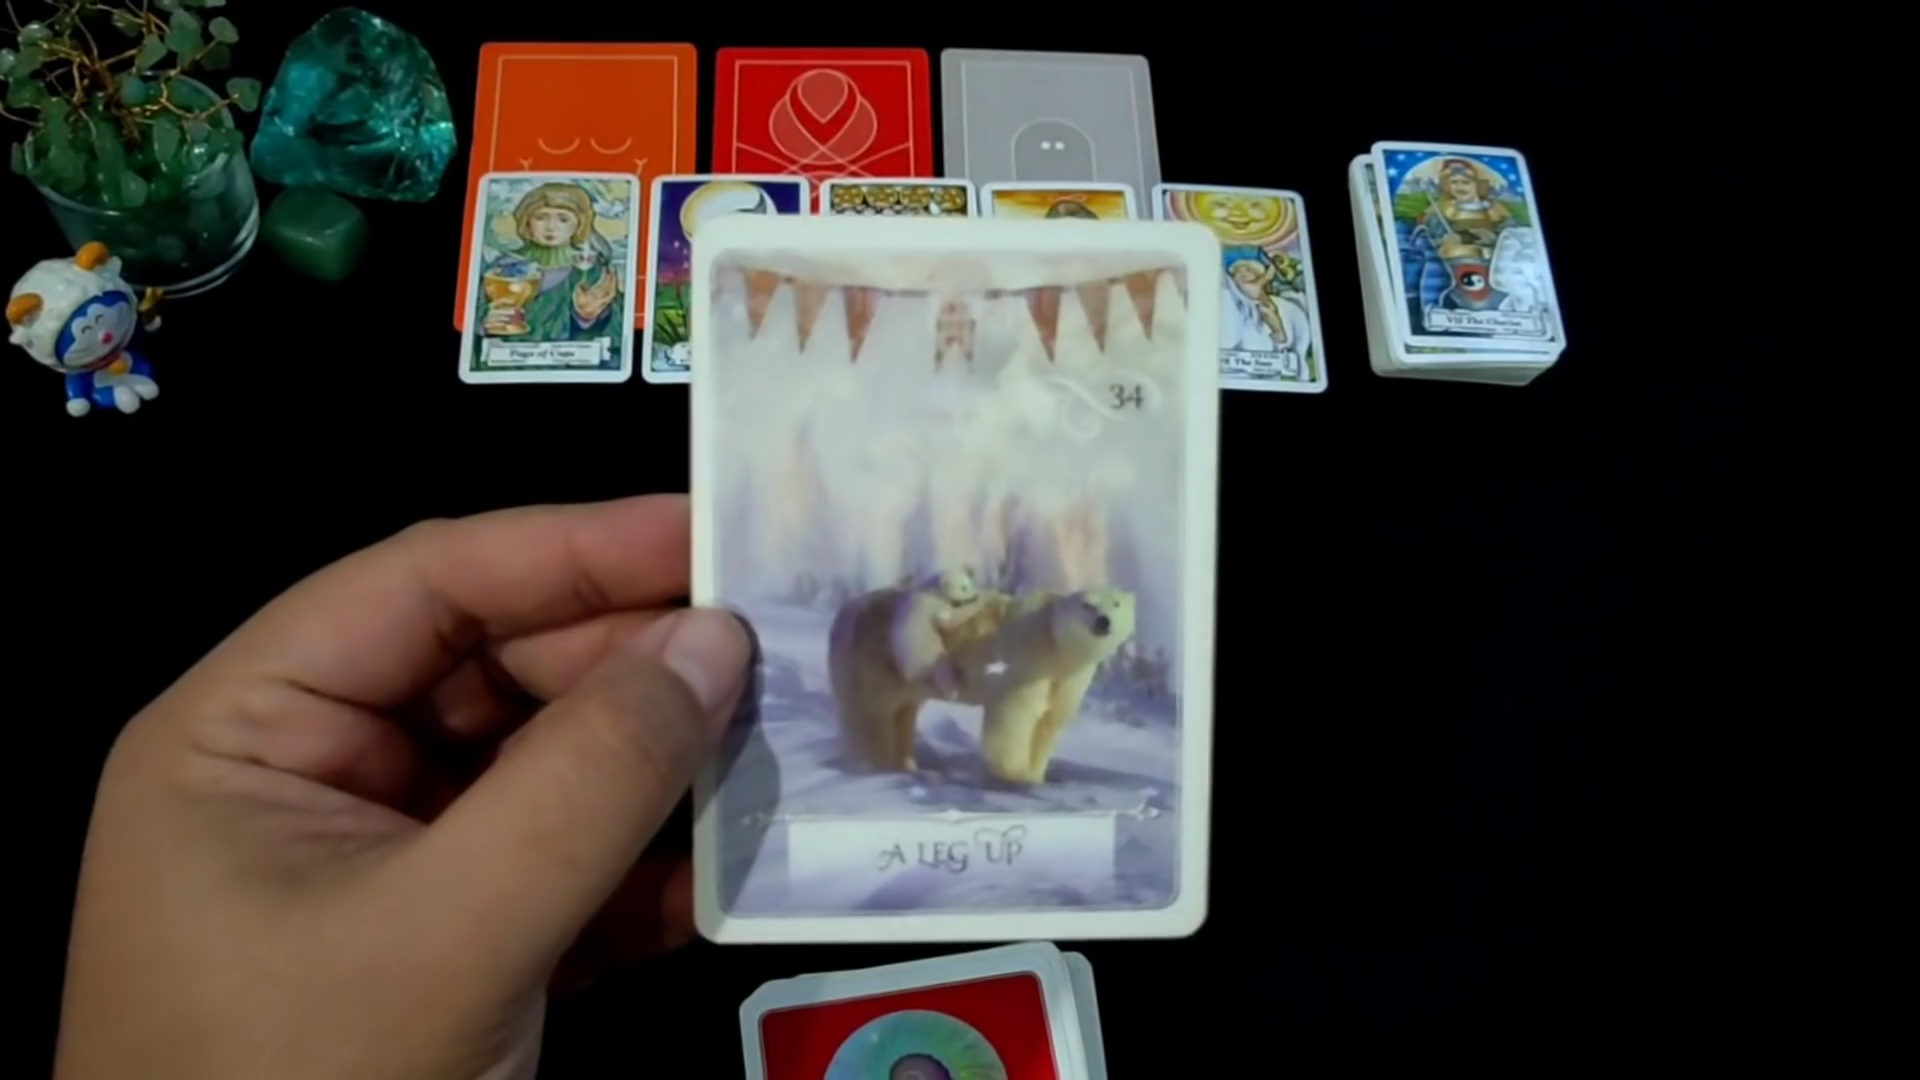 Page of Cups
The Sun
VII The Chariot
34
A LEG UP